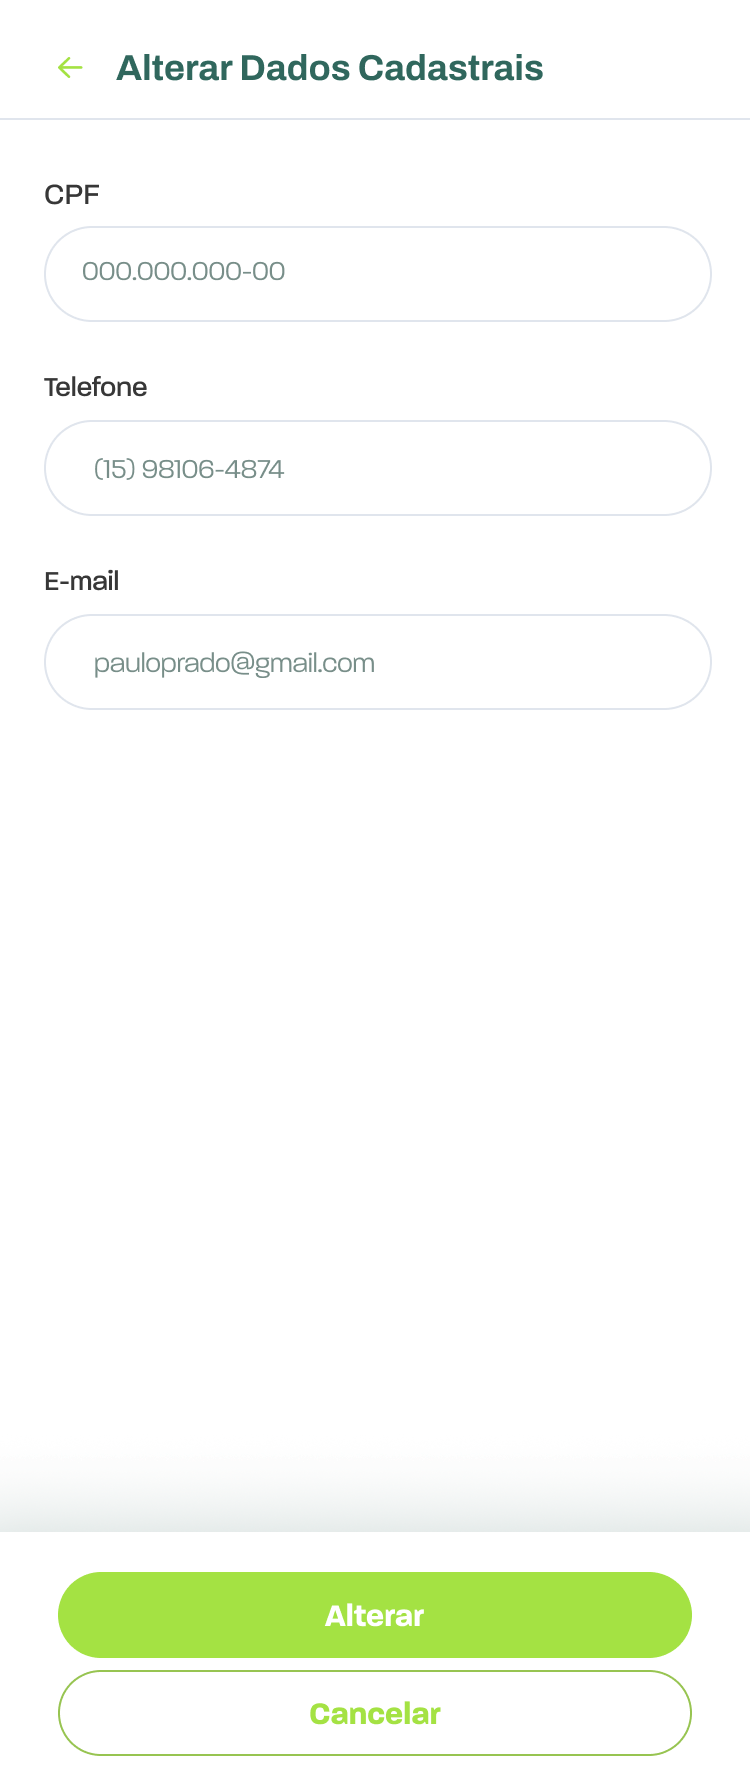 Alterar Dados Cadastrais
CPF
000.000.000-00
Telefone
(15) 98106-4874
E-mail
pauloprado@gmail.com
Alterar
Cancelar